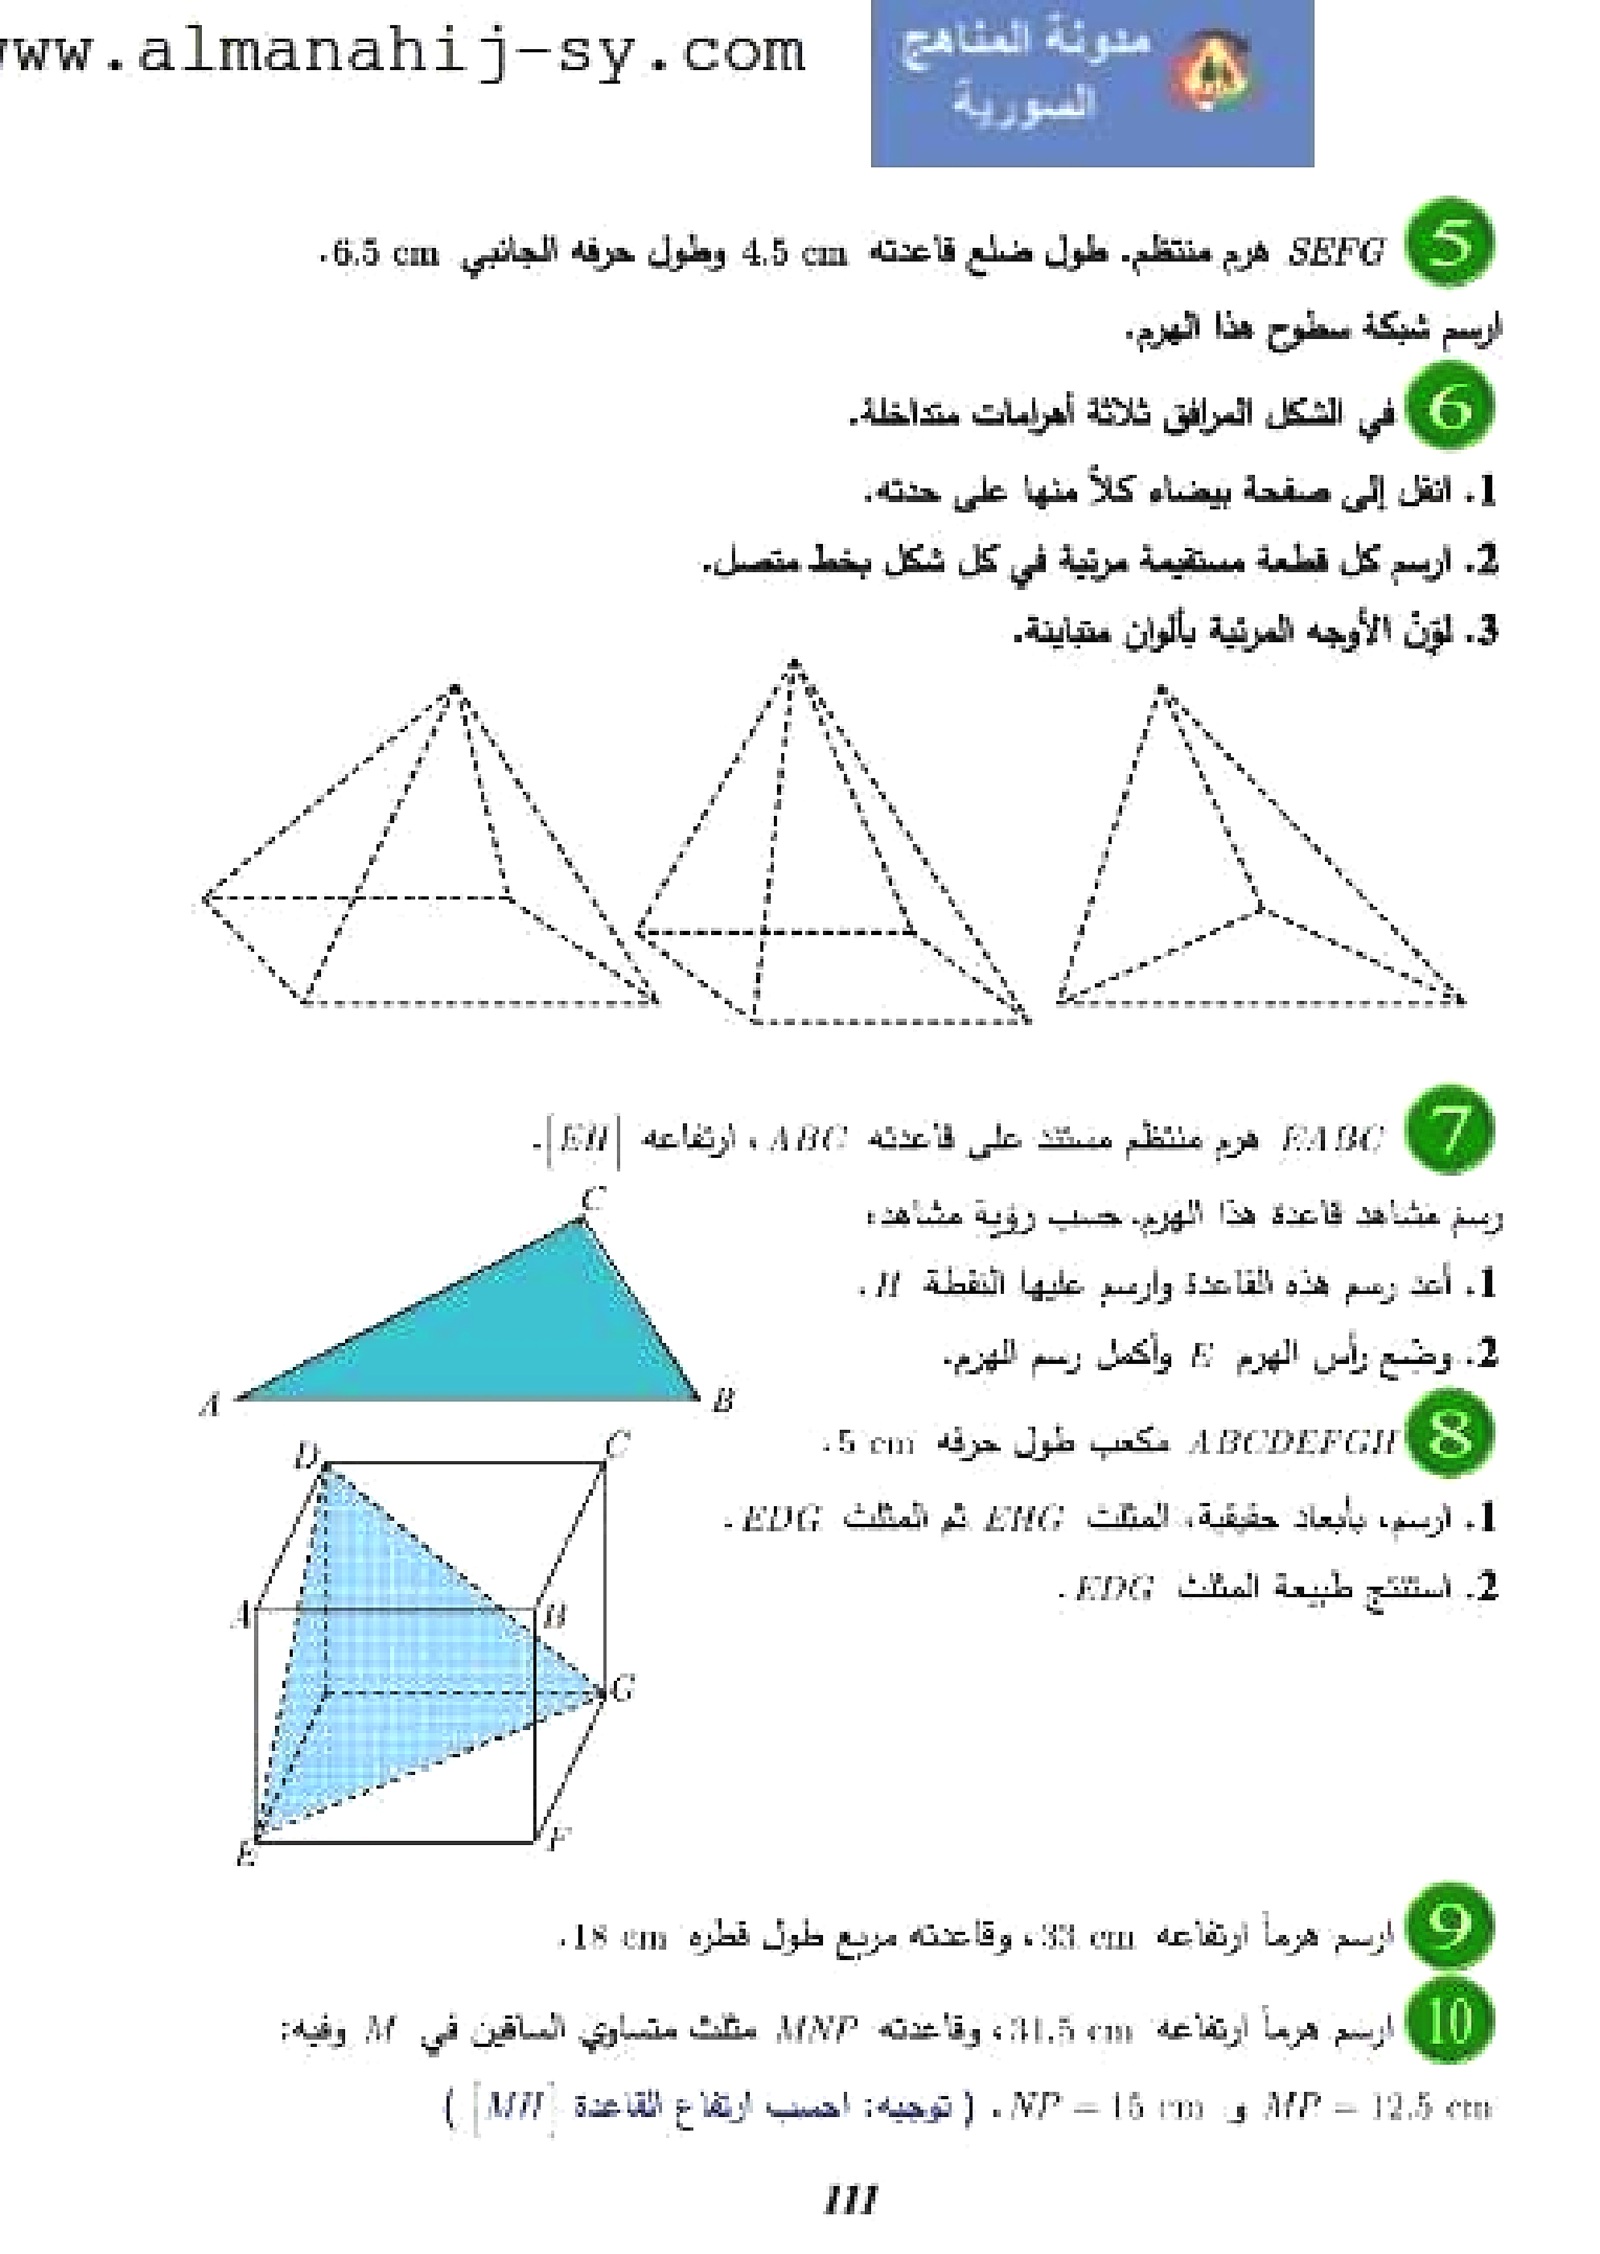 www.almanahij-sy.com
مدونة المناهج
السورية
5 SEFG هرم منتظم. طول ضلع قاعدته 4.5 cm وطول حرفه الجانبي 6.5 cm.
ارسم شبكة سطوح هذا الهرم.
6 في الشكل المرافق ثلاثة أهرامات متداخلة.
1. انقل إلى صفحة بيضاء كلاً منها على حدته.
2. ارسم كل قطعة مستقيمة مرئية في كل شكل بخط متصل.
3. لوّن الأوجه المرئية بألوان متباينة.
7 EABC هرم منتظم مستند على قاعدته ABC ، ارتفاعه [EH].
رسم مشاهد قاعدة هذا الهرم. حسب رؤية مشاهد:
1. أعد رسم هذه القاعدة وارسم عليها النقطة H .
2. وضّع رأس الهرم E وأكمل رسم الهرم.
C
A
B
8 ABCDEFGH مكعب طول حرفه 5 cm .
1. ارسم، بأبعاد حقيقية، المثلث EHG ثم المثلث EDG .
2. استنتج طبيعة المثلث EDG .
D
C
A
B
G
E
F
9 ارسم هرماً ارتفاعه 33 cm، وقاعدته مربع طول قطره 18 cm.
10 ارسم هرماً ارتفاعه 31.5 cm، وقاعدته MNP مثلث متساوي الساقين في M وفيه:
MP = 12.5 cm و NP = 15 cm . ( توجيه: احسب ارتفاع القاعدة [MH] )
111